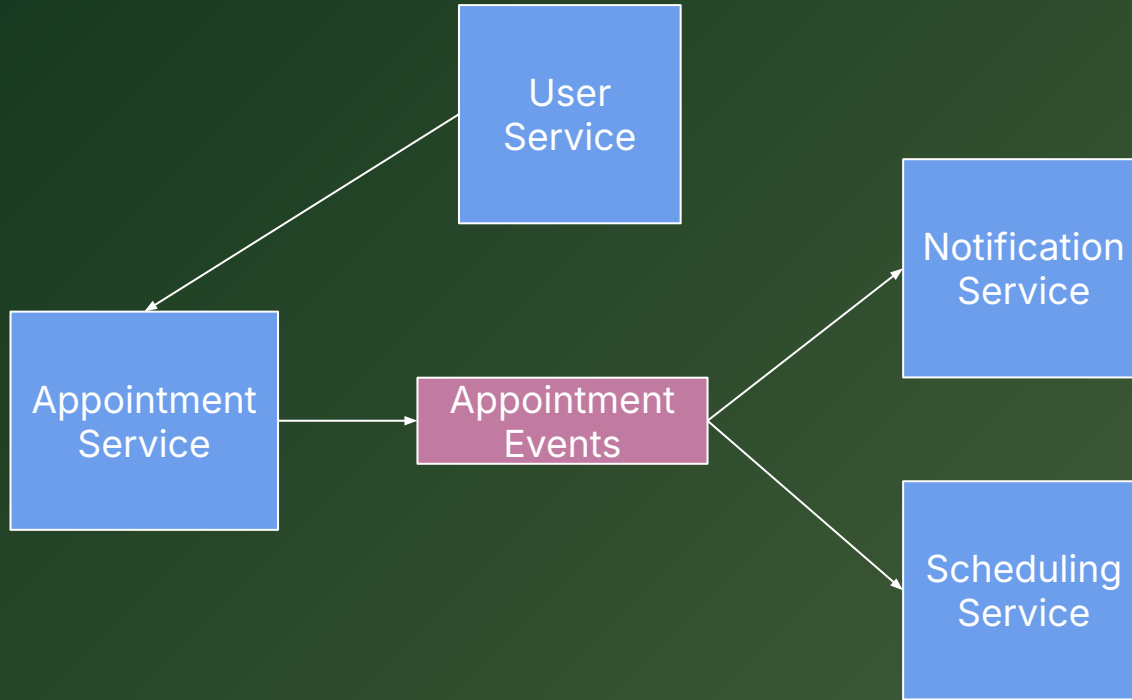 User
Service
Notification
Service
Appointment
Service
Appointment
Events
Scheduling
Service